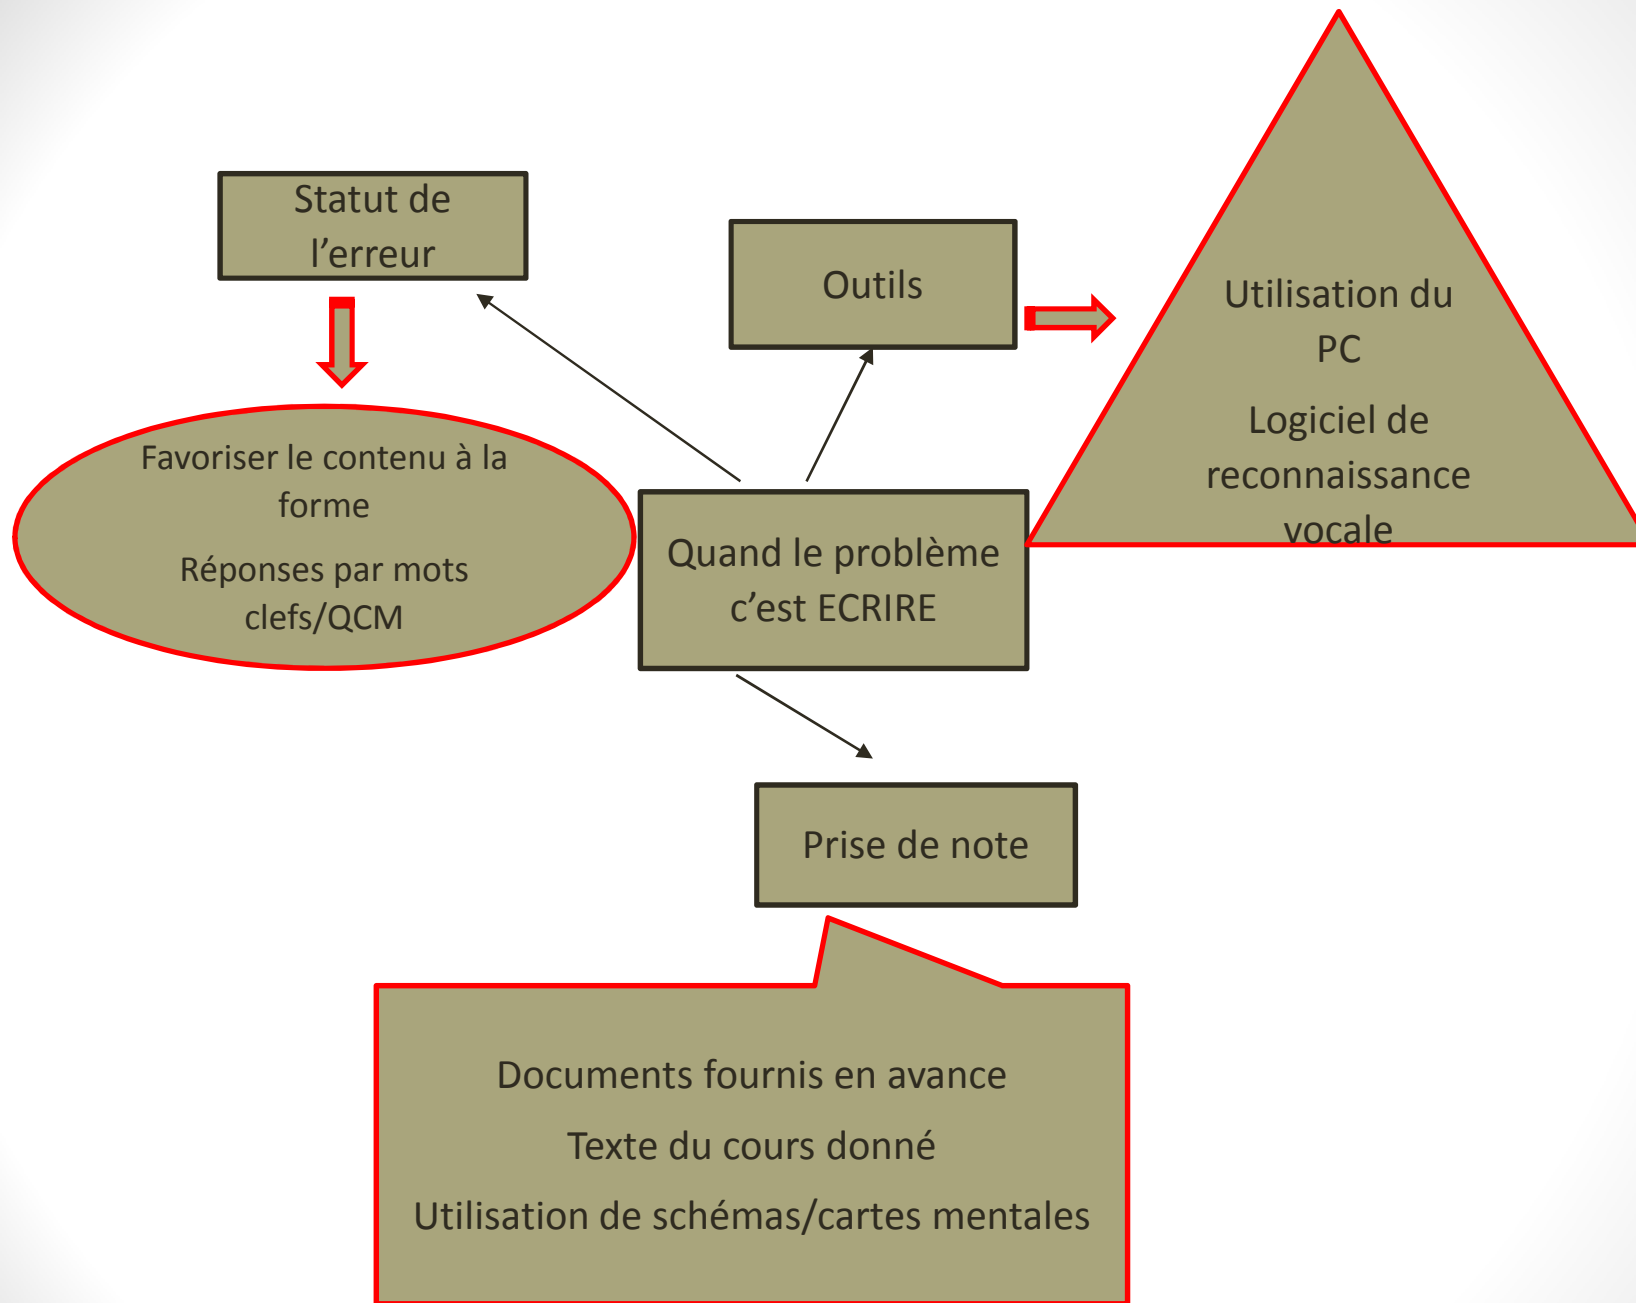 Statut de
l’erreur
Outils
Utilisation du
PC
Logiciel de
reconnaissance
vocale
Favoriser le contenu à la
forme
Réponses par mots
clefs/QCM
Quand le problème
c’est ECRIRE
Prise de note
Documents fournis en avance
Texte du cours donné
Utilisation de schémas/cartes mentales